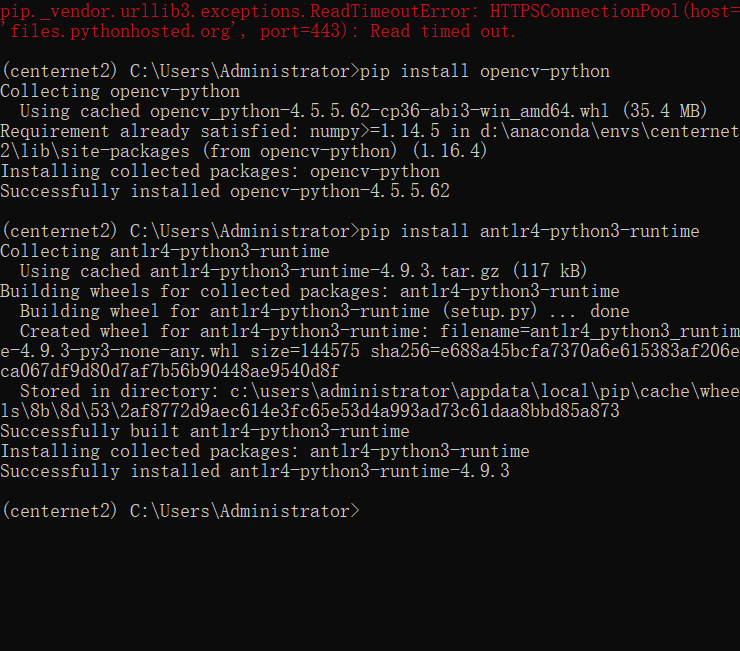 pip._vendor.urllib3.exceptions.ReadTimeoutError: HTTPSConnectionPool(host=
'files.pythonhosted.org', port=443): Read timed out.
(centernet2) C:\Users\Administrator>pip install opencv-python
Collecting opencv-python
  Using cached opencv_python-4.5.5.62-cp36-abi3-win_amd64.whl (35.4 MB)
Requirement already satisfied: numpy>=1.14.5 in d:\anaconda\envs\centernet
2\lib\site-packages (from opencv-python) (1.16.4)
Installing collected packages: opencv-python
Successfully installed opencv-python-4.5.5.62
(centernet2) C:\Users\Administrator>pip install antlr4-python3-runtime
Collecting antlr4-python3-runtime
  Using cached antlr4-python3-runtime-4.9.3.tar.gz (117 kB)
Building wheels for collected packages: antlr4-python3-runtime
  Building wheel for antlr4-python3-runtime (setup.py) ... done
  Created wheel for antlr4-python3-runtime: filename=antlr4_python3_runtim
e-4.9.3-py3-none-any.whl size=144575 sha256=e688a45bcfa7370a6e615383af206e
ca067df9d80d7af7b56b90448ae9540d8f
  Stored in directory: c:\users\administrator\appdata\local\pip\cache\whee
ls\8b\8d\53\2af8772d9aec614e3fc65e53d4a993ad73c61daa8bbd85a873
Successfully built antlr4-python3-runtime
Installing collected packages: antlr4-python3-runtime
Successfully installed antlr4-python3-runtime-4.9.3
(centernet2) C:\Users\Administrator>